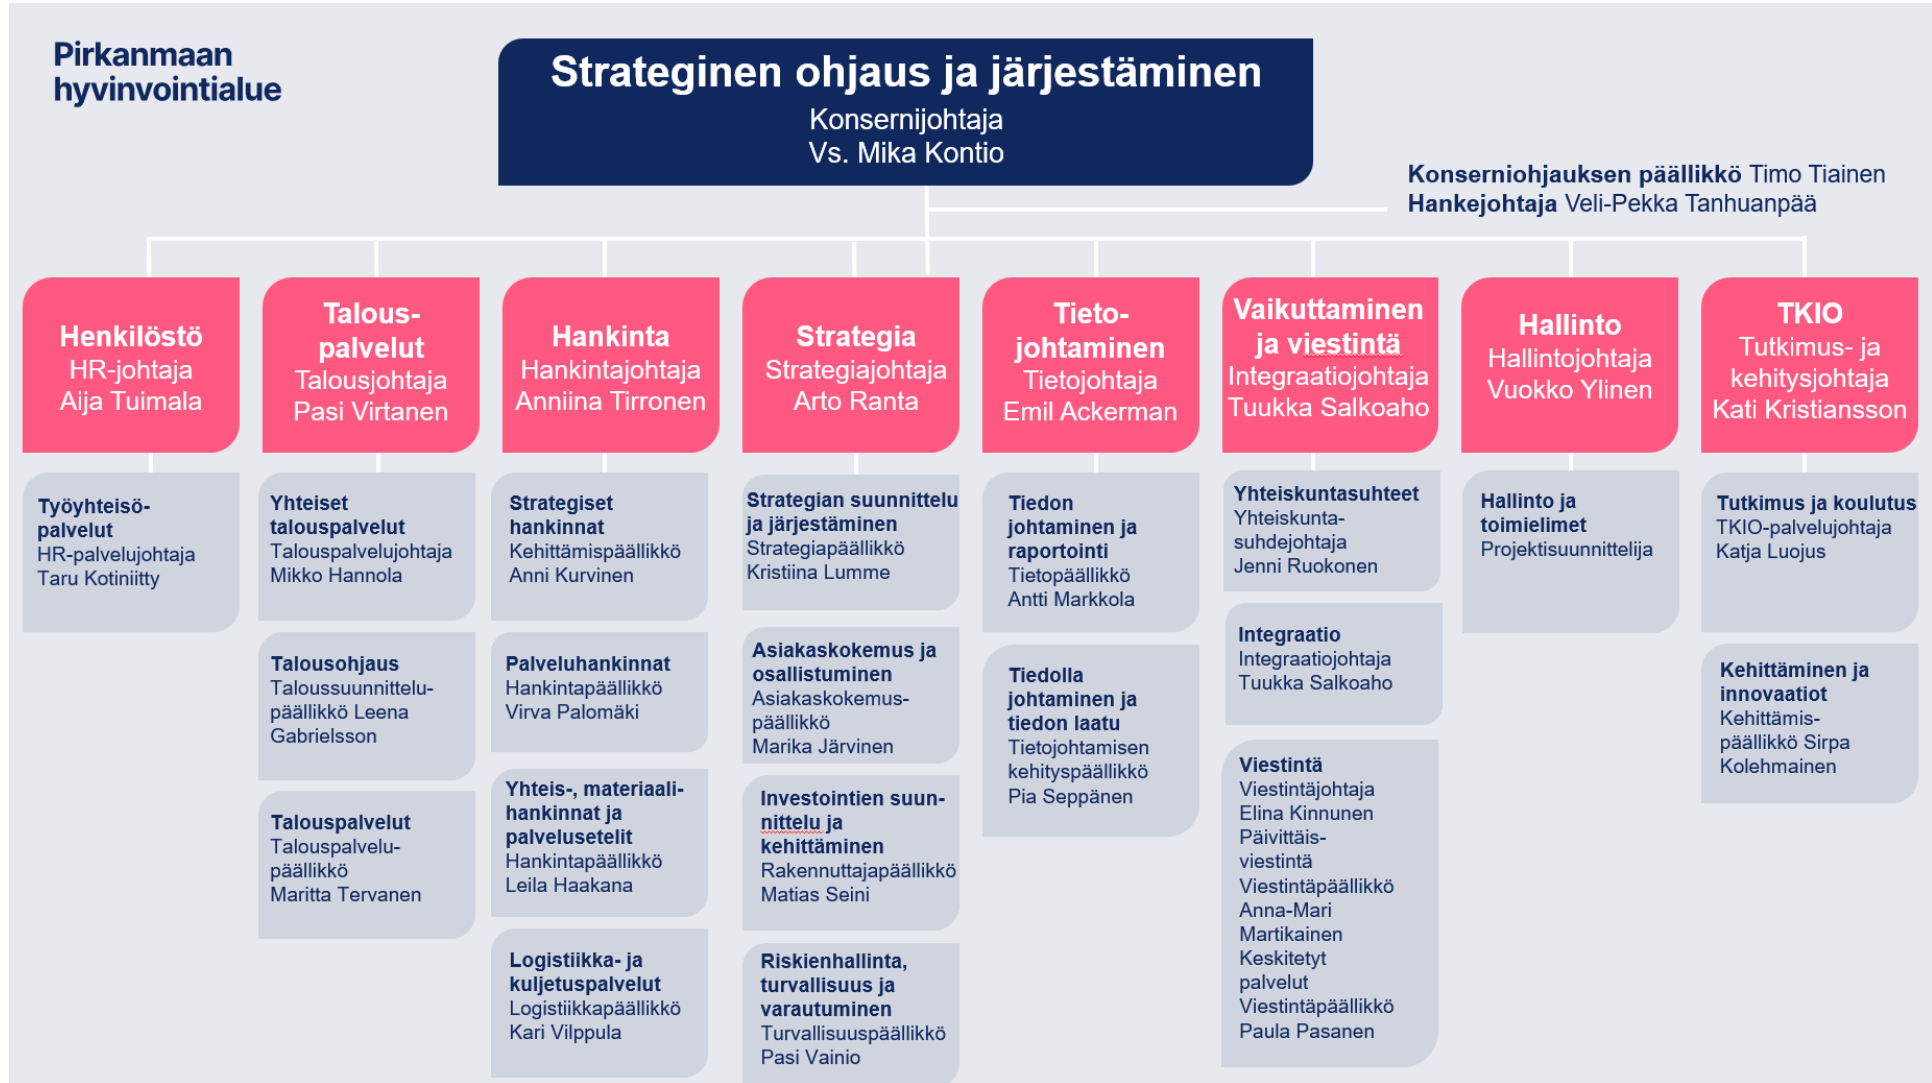 Pirkanmaan
hyvinvointialue
Strateginen ohjaus ja järjestäminen
Konsernijohtaja
Vs. Mika Kontio
Konserniohjauksen päällikkö Timo Tiainen
Hankejohtaja Veli-Pekka Tanhuanpää
Henkilöstö
HR-johtaja
Aija Tuimala
Työyhteisö-
palvelut
HR-palvelujohtaja
Taru Kotiniitty
Talous-
palvelut
Talousjohtaja
Pasi Virtanen
Yhteiset
talouspalvelut
Talouspalvelujohtaja
Mikko Hannola
Talousohjaus
Taloussuunnittelu-
päällikkö Leena
Gabrielsson
Talouspalvelut
Talouspalvelu-
päällikkö
Maritta Tervanen
Hankinta
Hankintajohtaja
Anniina Tirronen
Strategiset
hankinnat
Kehittämispäällikkö
Anni Kurvinen
Palveluhankinnat
Hankintapäällikkö
Virva Palomäki
Yhteis-, materiaali-
hankinnat ja
palvelusetelit
Hankintapäällikkö
Leila Haakana
Logistiikka- ja
kuljetuspalvelut
Logistiikkapäällikkö
Kari Vilppula
Strategia
Strategiajohtaja
Arto Ranta
Strategian suunnittelu
ja järjestäminen
Strategiapäällikkö
Kristiina Lumme
Asiakaskokemus ja
osallistuminen
Asiakaskokemus-
päällikkö
Marika Järvinen
Investointien suun-
nittelu ja
kehittäminen
Rakennuttajapäällikkö
Matias Seini
Riskienhallinta,
turvallisuus ja
varautuminen
Turvallisuuspäällikkö
Pasi Vainio
Tieto-
johtaminen
Tietojohtaja
Emil Ackerman
Tiedon
johtaminen ja
raportointi
Tietopäällikkö
Antti Markkola
Tiedolla
johtaminen ja
tiedon laatu
Tietojohtamisen
kehityspäällikkö
Pia Seppänen
Vaikuttaminen
ja viestintä
Integraatiojohtaja
Tuukka Salkoaho
Yhteiskuntasuhteet
Yhteiskunta-
suhdejohtaja
Jenni Ruokonen
Integraatio
Integraatiojohtaja
Tuukka Salkoaho
Viestintä
Viestintäjohtaja
Elina Kinnunen
Päivittäis-
viestintä
Viestintäpäällikkö
Anna-Mari
Martikainen
Keskitetyt
palvelut
Viestintäpäällikkö
Paula Pasanen
Hallinto
Hallintojohtaja
Vuokko Ylinen
Hallinto ja
toimielimet
Projektisuunnittelija
TKIO
Tutkimus- ja
kehitysjohtaja
Kati Kristiansson
Tutkimus ja koulutus
TKIO-palvelujohtaja
Katja Luojus
Kehittäminen ja
innovaatiot
Kehittämis-
päällikkö Sirpa
Kolehmainen